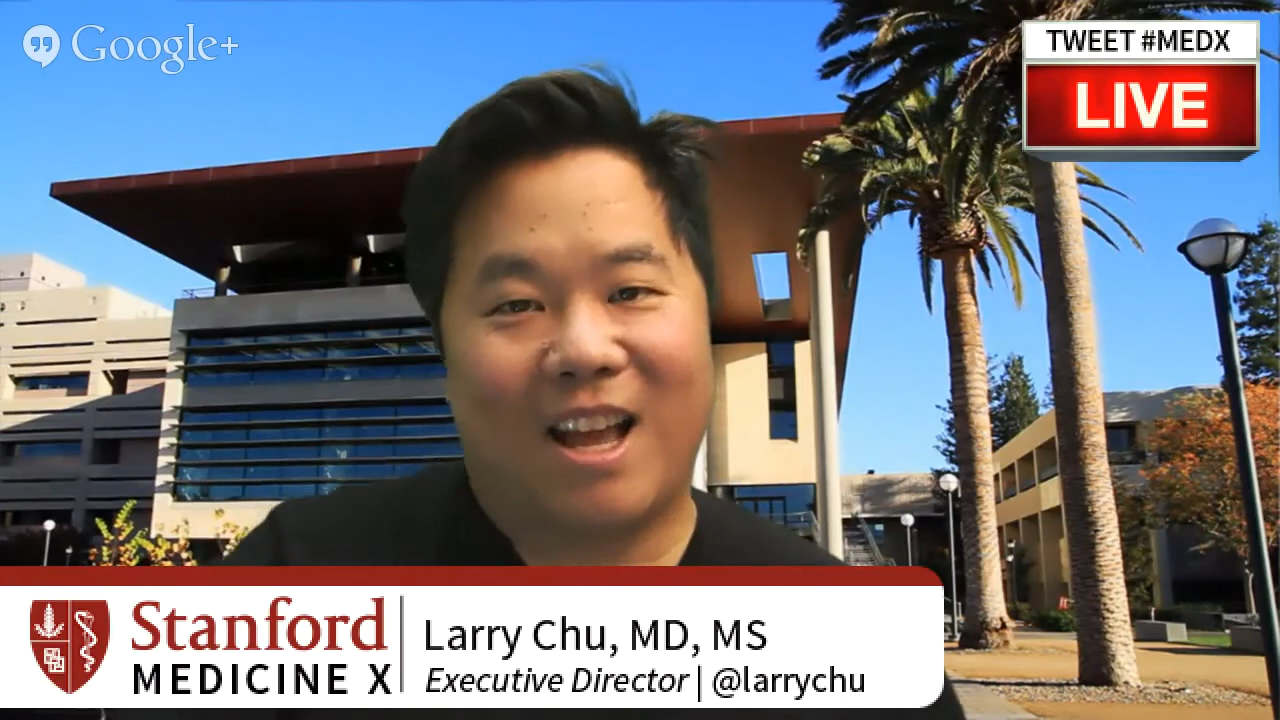 Google+
TWEET #MEDX
LIVE
Stanford
MEDICINE X
Larry Chu, MD, MS
Executive Director | @larrychu